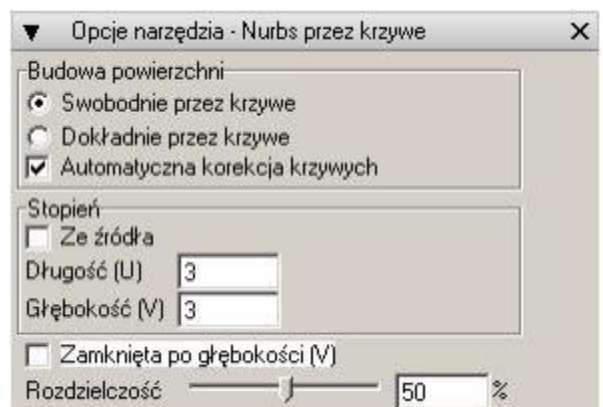 Opcje narzędzia - Nurbs przez krzywe
Budowa powierzchni
Swobodnie przez krzywe
Dokładnie przez krzywe
Automatyczna korekcja krzywych
Stopień
Ze źródła
Długość (U) 3
Głębokość (V) 3
Zamknięta po głębokości (V)
Rozdzielczość 50 %